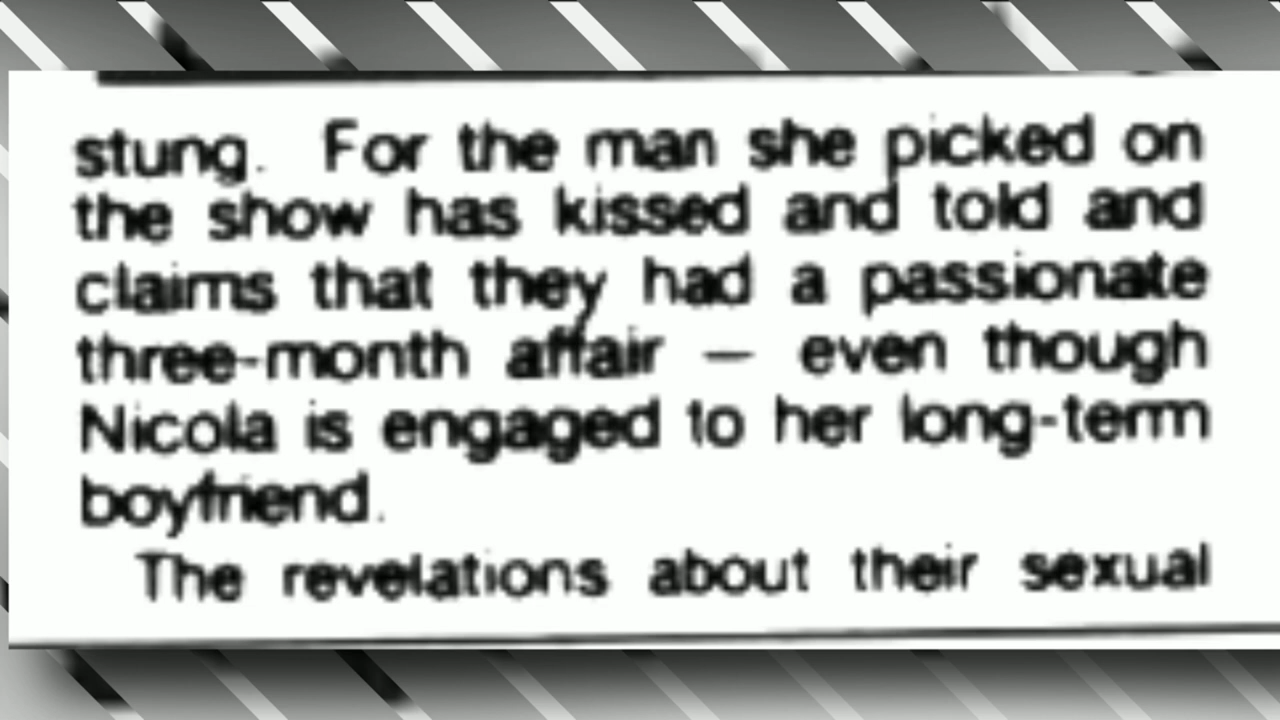 stung. For the man she picked on
the show has kissed and told and
claims that they had a passionate
three-month affair — even though
Nicola is engaged to her long-term
boyfriend.
The revelations about their sexual